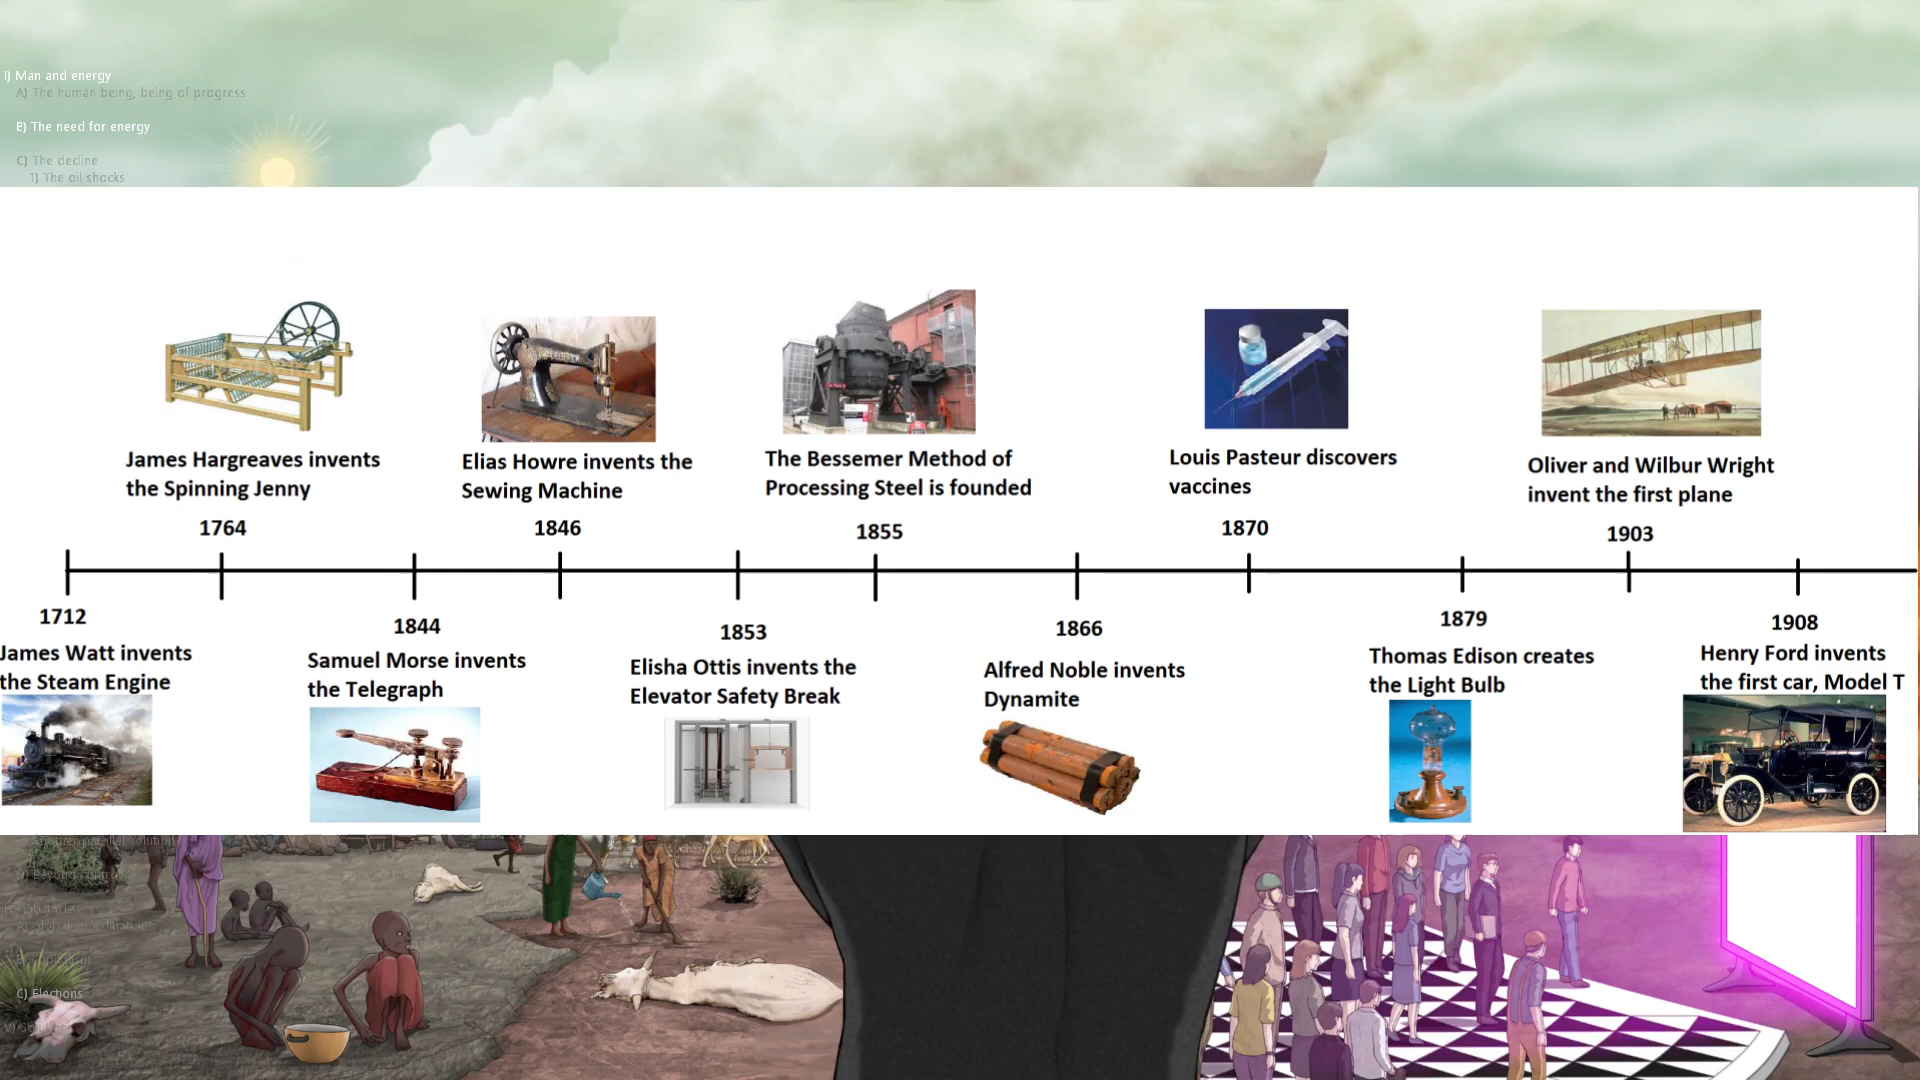 I) Man and energy
A) The human being, being of progress
B) The need for energy
C) The decline
1) The oil shocks
James Hargreaves invents
the Spinning Jenny
1764
Elias Howre invents the
Sewing Machine
1846
The Bessemer Method of
Processing Steel is founded
1855
Louis Pasteur discovers
vaccines
1870
Oliver and Wilbur Wright
invent the first plane
1903
1712
James Watt invents
the Steam Engine
1844
Samuel Morse invents
the Telegraph
1853
Elisha Ottis invents the
Elevator Safety Break
1866
Alfred Noble invents
Dynamite
1879
Thomas Edison creates
the Light Bulb
1908
Henry Ford invents
the first car, Model T
parallel solution
D) Beyond control
C) Elections